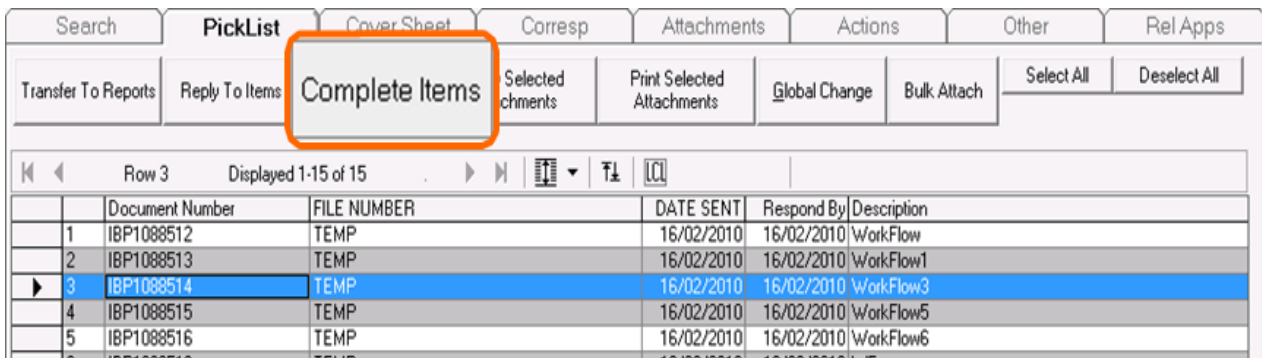 Search PickList Cover Sheet Corresp Attachments Actions Other Rel Apps
Transfer To Reports Reply To Items Complete Items Selected Print Selected Attachments Global Change Bulk Attach Select All Deselect All
Row 3 Displayed 1-15 of 15 LCL
Document Number FILE NUMBER DATE SENT Respond By Description
1 IBP1088512 TEMP 16/02/2010 16/02/2010 WorkFlow
2 IBP1088513 TEMP 16/02/2010 16/02/2010 WorkFlow1
3 IBP1088514 TEMP 16/02/2010 16/02/2010 WorkFlow3
4 IBP1088515 TEMP 16/02/2010 16/02/2010 WorkFlow5
5 IBP1088516 TEMP 16/02/2010 16/02/2010 WorkFlow6